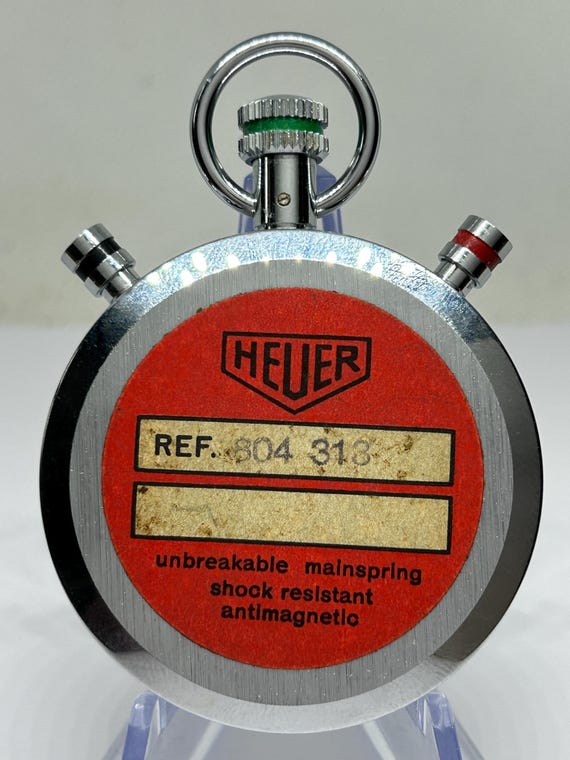 HEUER
REF. 804 313
unbreakable mainspring
shock resistant
antimagnetic